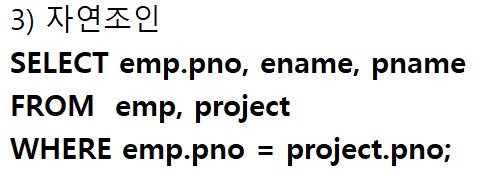 3) 자연조인
SELECT emp.pno, ename, pname
FROM  emp, project
WHERE emp.pno = project.pno;